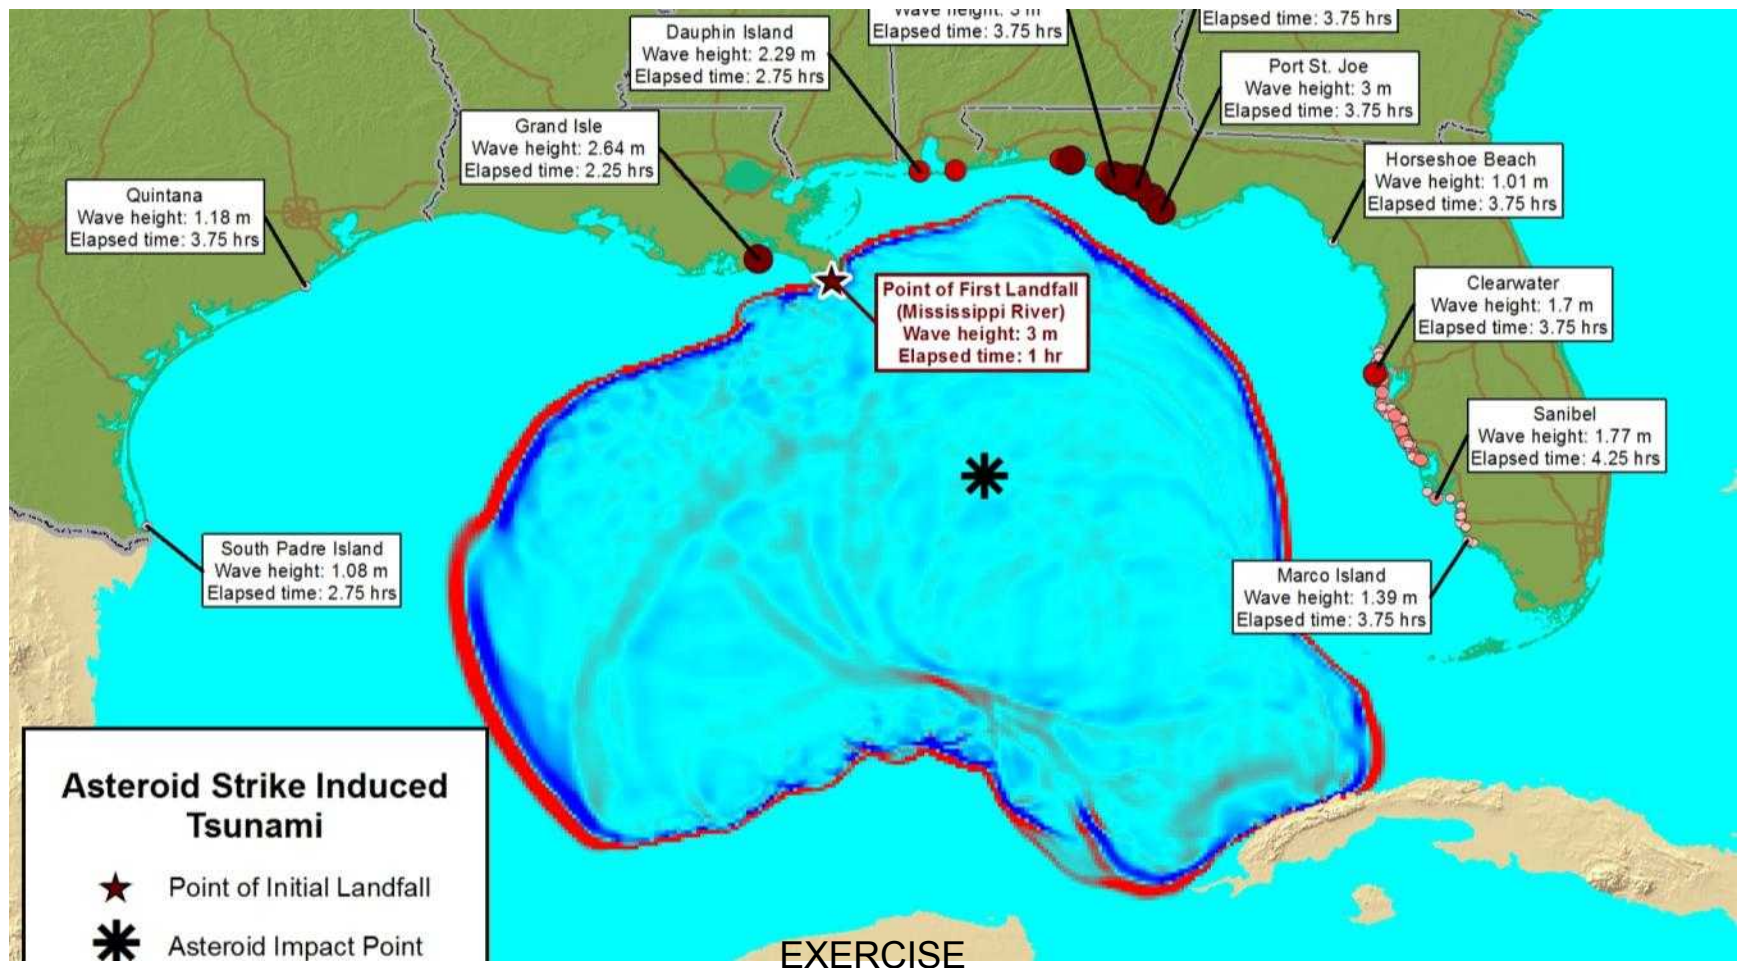 Wave height: 3 m
Elapsed time: 3.75 hrs
Elapsed time: 3.75 hrs
Dauphin Island
Wave height: 2.29 m
Elapsed time: 2.75 hrs
Port St. Joe
Wave height: 3 m
Elapsed time: 3.75 hrs
Grand Isle
Wave height: 2.64 m
Elapsed time: 2.25 hrs
Horseshoe Beach
Wave height: 1.01 m
Elapsed time: 3.75 hrs
Quintana
Wave height: 1.18 m
Elapsed time: 3.75 hrs
Point of First Landfall
(Mississippi River)
Wave height: 3 m
Elapsed time: 1 hr
Clearwater
Wave height: 1.7 m
Elapsed time: 3.75 hrs
Sanibel
Wave height: 1.77 m
Elapsed time: 4.25 hrs
South Padre Island
Wave height: 1.08 m
Elapsed time: 2.75 hrs
Marco Island
Wave height: 1.39 m
Elapsed time: 3.75 hrs
Asteroid Strike Induced
Tsunami
Point of Initial Landfall
Asteroid Impact Point
EXERCISE